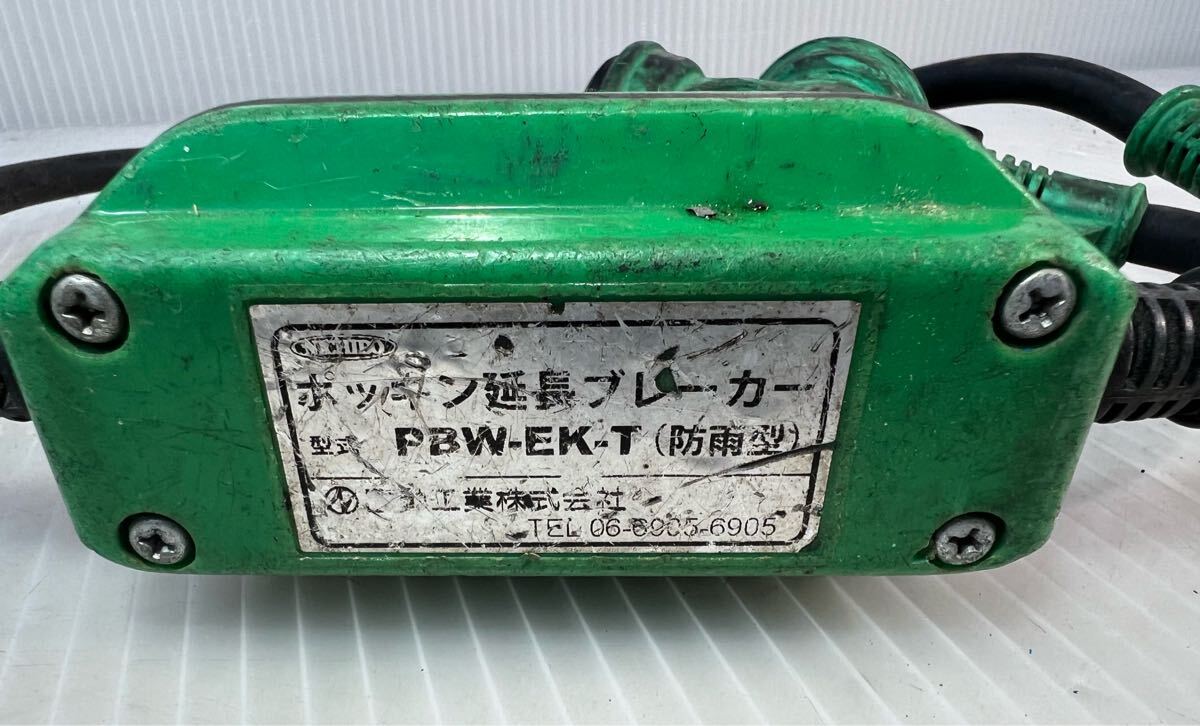 NICHIDO
ポッキン延長ブレーカー
型式 PBW-EK-T (防雨型)
工業株式会社
TEL 06-6905-6905